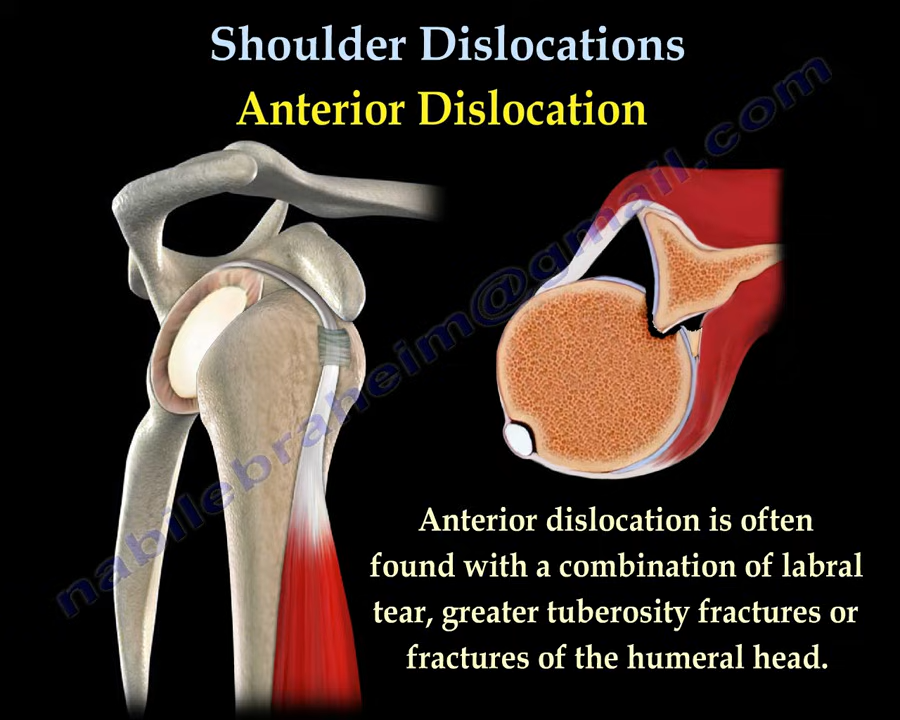 Shoulder Dislocations
Anterior Dislocation
nabilebraheim@gmail.com
Anterior dislocation is often
found with a combination of labral
tear, greater tuberosity fractures or
fractures of the humeral head.